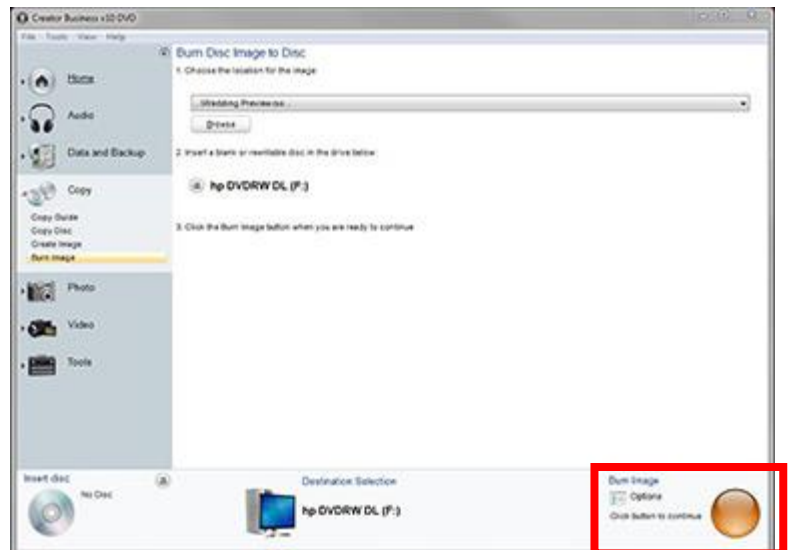 Creator Business v10 DVD
File Tools View Help
Burn Disc Image to Disc
1. Choose the location for the image
Wedding Preview.iso
Browse
2. Insert a blank or rewritable disc in the drive below
hp DVDRW DL (F:)
3. Click the Burn Image button when you are ready to continue
Home
Audio
Data and Backup
Copy
Copy Guide
Copy Disc
Create Image
Burn Image
Photo
Video
Tools
Insert disc
No Disc
Destination Selection
hp DVDRW DL (F:)
Burn Image
Options
Click button to continue